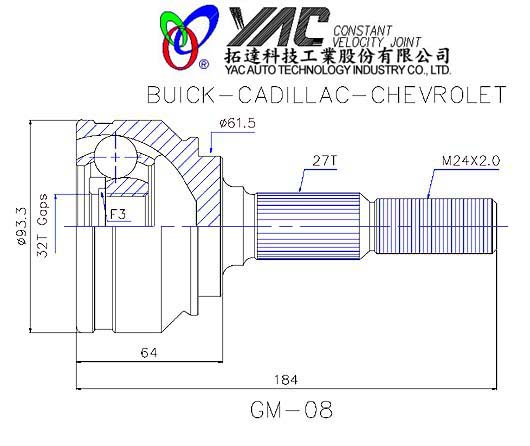 YAC CONSTANT
VELOCITY JOINT
拓達科技工業股份有限公司
YAC AUTO TECHNOLOGY INDUSTRY CO., LTD.
BUICK-CADILLAC-CHEVROLET
ø61.5
27T
M24X2.0
ø93.3
32T Gaps
F3
64
184
GM-08